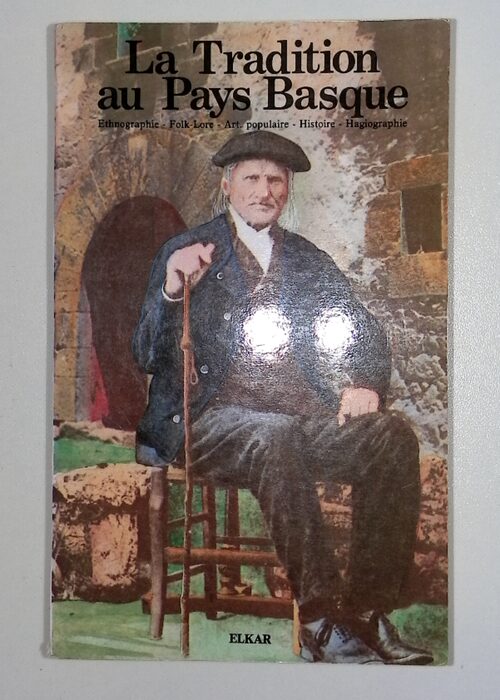 La Tradition
au Pays Basque
Ethnographie - Folk-Lore - Art. populaire - Histoire - Hagiographie
ELKAR